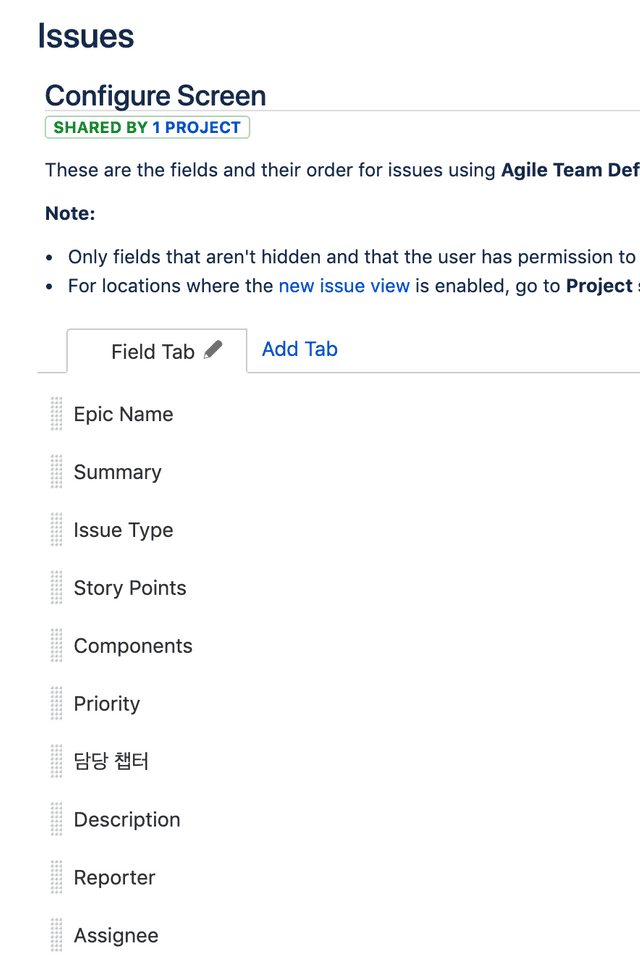 Issues
Configure Screen
SHARED BY 1 PROJECT
These are the fields and their order for issues using Agile Team Def
Note:
• Only fields that aren't hidden and that the user has permission to
• For locations where the new issue view is enabled, go to Project s
Field Tab
Add Tab
Epic Name
Summary
Issue Type
Story Points
Components
Priority
담당 챕터
Description
Reporter
Assignee